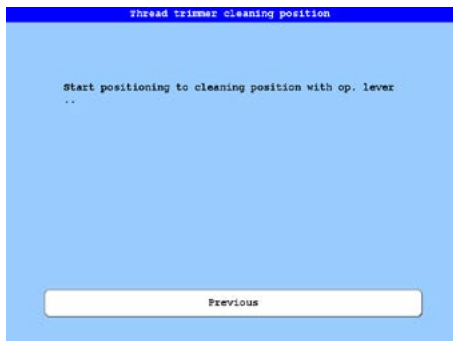 Thread trimmer cleaning position
Start positioning to cleaning position with op. lever
..
Previous